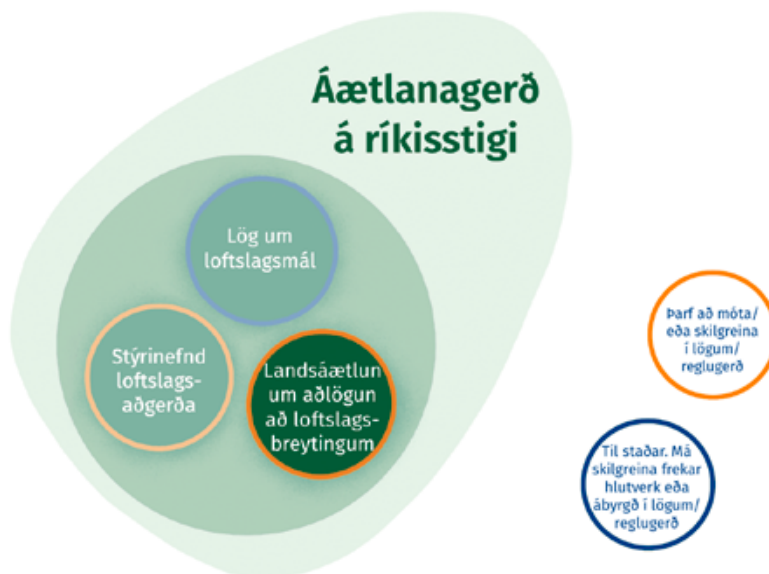 Áætlanagerð
á ríkisstigi
Lög um
loftslagsmál
Stýrinefnd
loftslags-
aðgerða
Landsáætlun
um aðlögun
að loftslags-
breytingum
Þarf að móta/
eða skilgreina
í lögum/
reglugerð
Til staðar. Má
skilgreina frekar
hlutverk eða
ábyrgð í lögum/
reglugerð